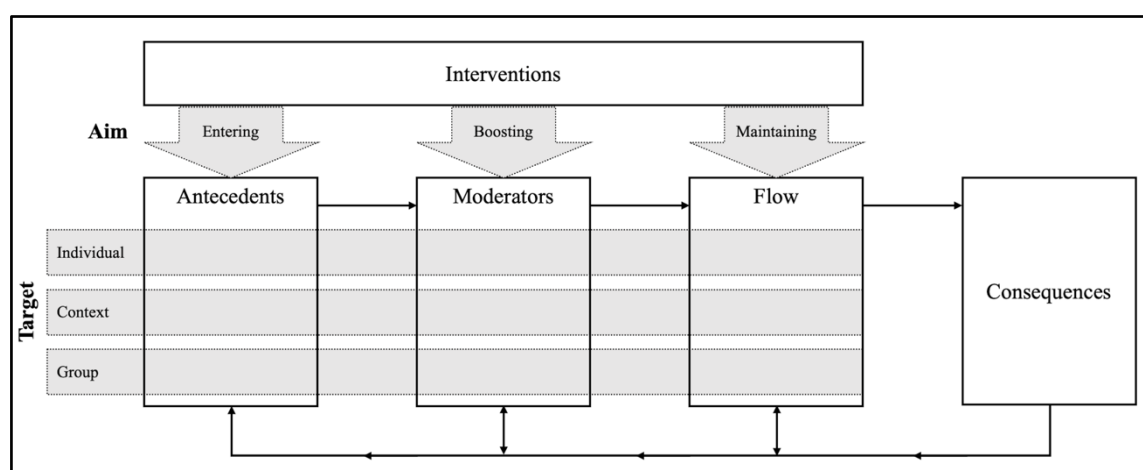 Interventions
Aim
Entering
Boosting
Maintaining
Antecedents
Moderators
Flow
Consequences
Target
Individual
Context
Group